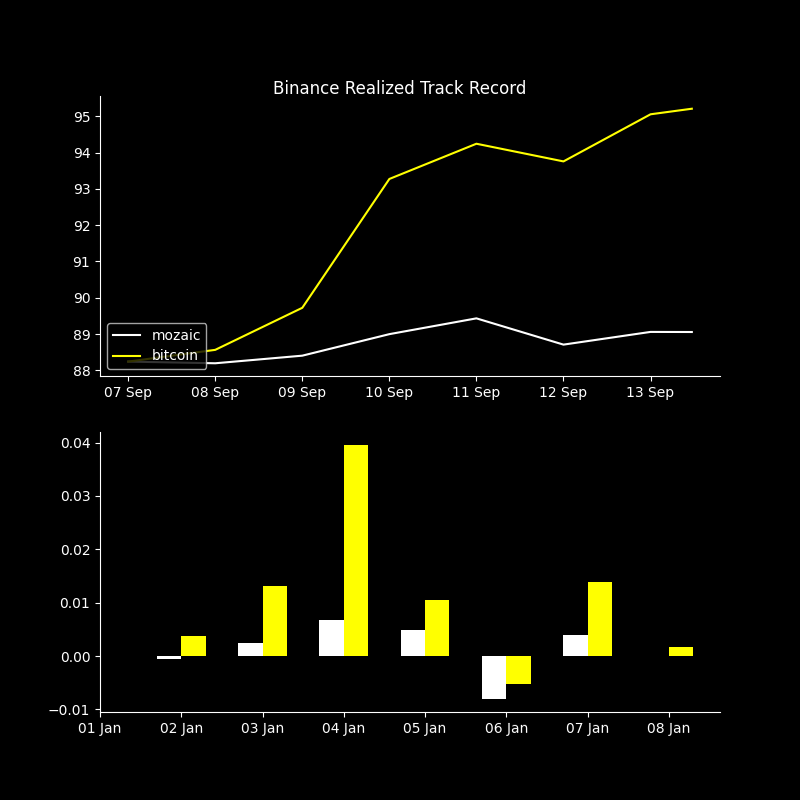 Binance Realized Track Record
95
94
93
92
91
90
89
88
mozaic
bitcoin
07 Sep 08 Sep 09 Sep 10 Sep 11 Sep 12 Sep 13 Sep
0.04
0.03
0.02
0.01
0.00
−0.01
01 Jan 02 Jan 03 Jan 04 Jan 05 Jan 06 Jan 07 Jan 08 Jan